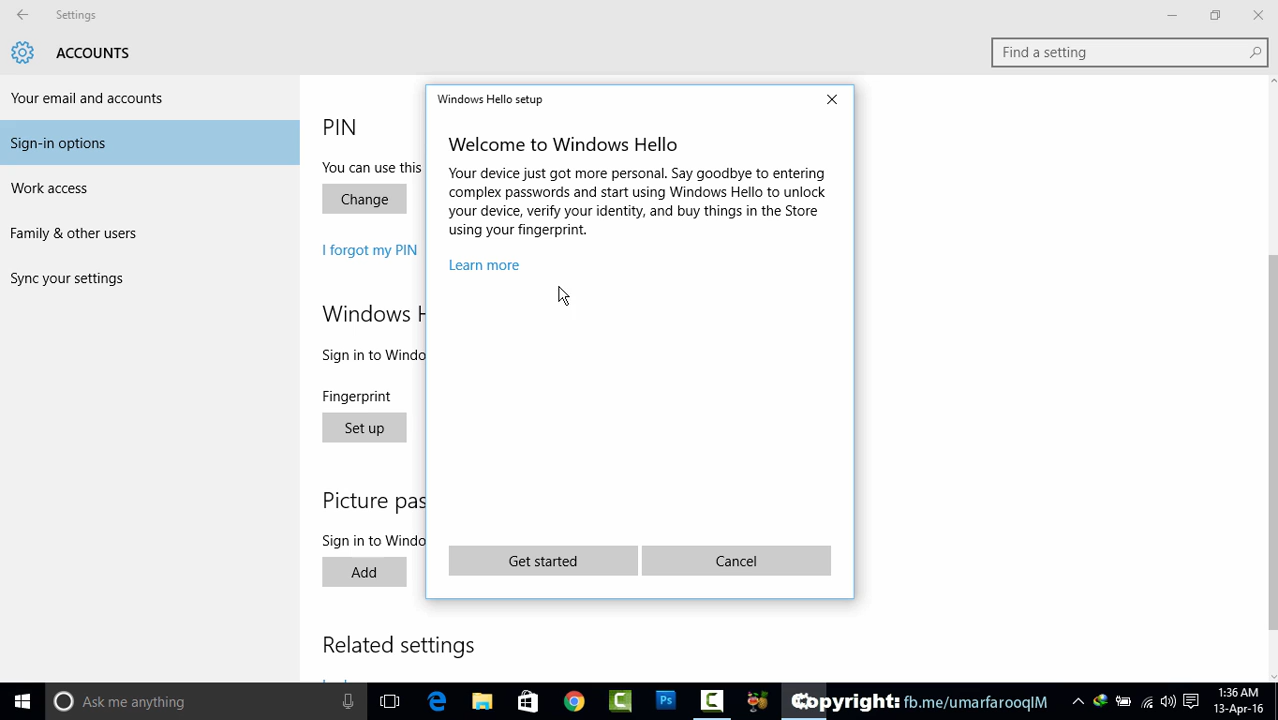 Settings
ACCOUNTS
Find a setting
Your email and accounts
Sign-in options
Work access
Family & other users
Sync your settings
PIN
You can use this
Change
I forgot my PIN
Windows H
Sign in to Windo
Fingerprint
Set up
Picture pas
Sign in to Windo
Add
Related settings
Windows Hello setup
Welcome to Windows Hello
Your device just got more personal. Say goodbye to entering
complex passwords and start using Windows Hello to unlock
your device, verify your identity, and buy things in the Store
using your fingerprint.
Learn more
Get started
Cancel
Ask me anything
Ps
Copyright: fb.me/umarfarooqIM
1:36 AM
13-Apr-16